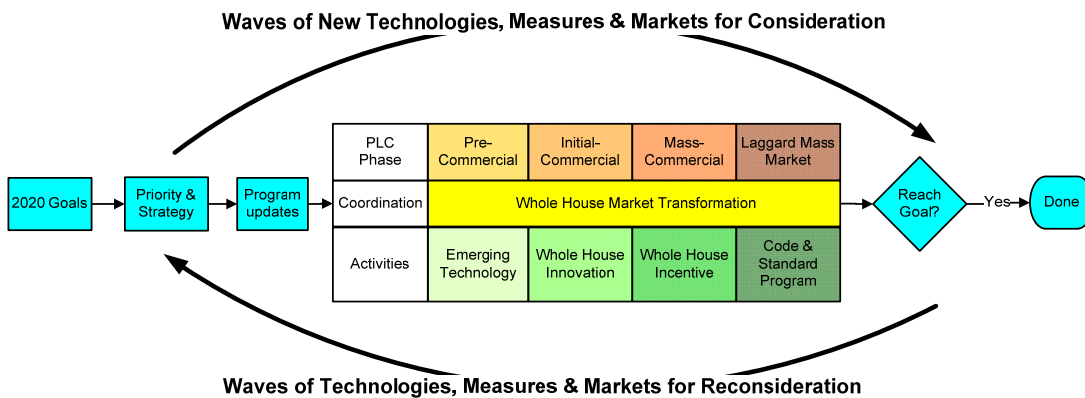 Waves of New Technologies, Measures & Markets for Consideration
PLC
Phase
Pre-
Commercial
Initial-
Commercial
Mass-
Commercial
Laggard Mass
Market
2020 Goals
Priority &
Strategy
Program
updates
Coordination
Whole House Market Transformation
Reach
Goal?
Yes
Done
Activities
Emerging
Technology
Whole House
Innovation
Whole House
Incentive
Code &
Standard
Program
Waves of Technologies, Measures & Markets for Reconsideration